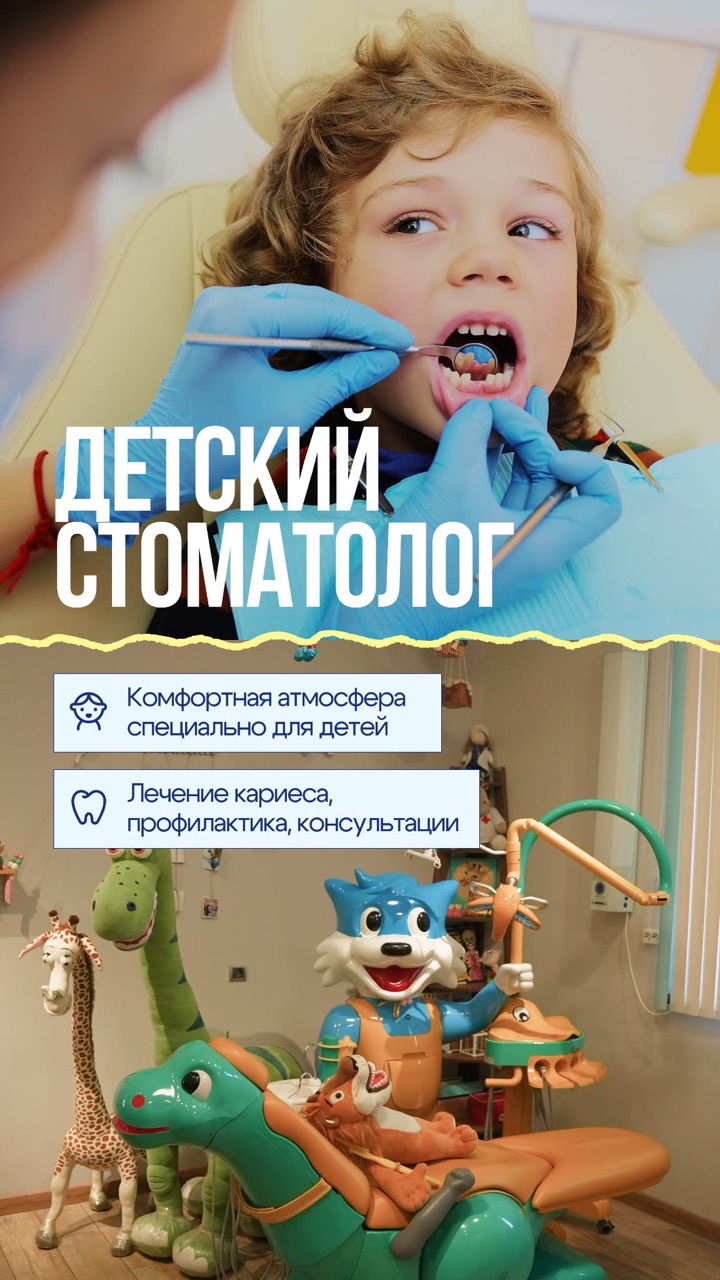 ДЕТСКИЙ
СТОМАТОЛОГ
Комфортная атмосфера
специально для детей
Лечение кариеса,
профилактика, консультации